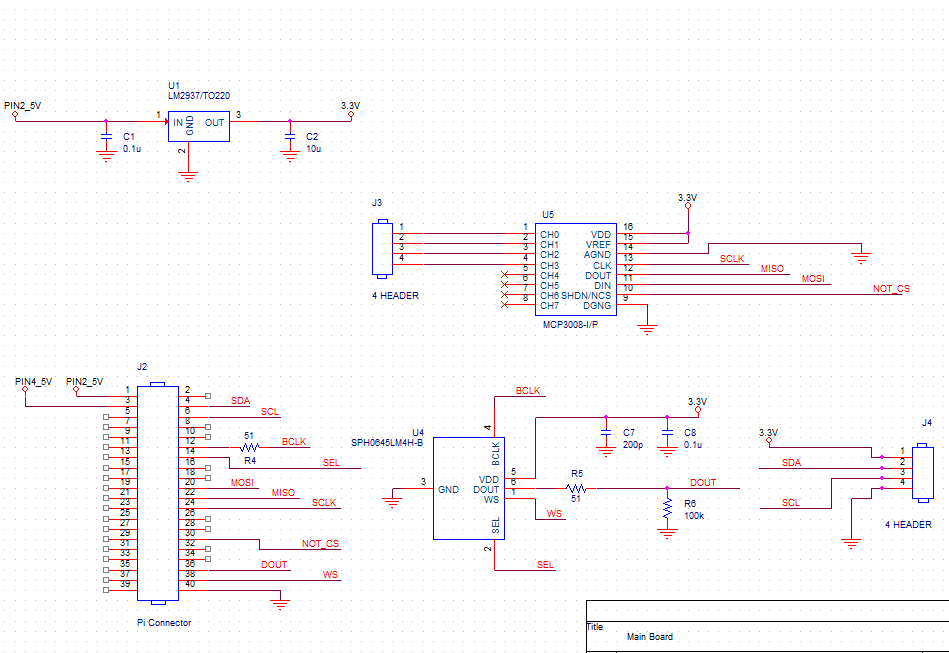 U1
LM2937/TO220
PIN2_5V
3.3V
1
IN
GND
OUT
3
2
C1
0.1u
C2
10u
J3
1
2
3
4
4 HEADER
U5
1
2
3
4
5
6
7
8
CH0
CH1
CH2
CH3
CH4
CH5
CH6
CH7
VDD
VREF
AGND
CLK
DOUT
DIN
SHDN/NCS
DGNG
16
15
14
13
12
11
10
9
MCP3008-I/P
3.3V
SCLK
MISO
MOSI
NOT_CS
J2
PIN4_5V
PIN2_5V
1
3
5
7
9
11
13
15
17
19
21
23
25
27
29
31
33
35
37
39
2
4
6
8
10
12
14
16
18
20
22
24
26
28
30
32
34
36
38
40
SDA
SCL
51
R4
BCLK
SEL
MOSI
MISO
SCLK
NOT_CS
DOUT
WS
Pi Connector
BCLK
U4
SPH0645LM4H-B
4
BCLK
3
GND
VDD
DOUT
WS
SEL
5
6
1
2
WS
SEL
3.3V
C7
200p
C8
0.1u
R5
51
DOUT
R6
100k
3.3V
SDA
SCL
J4
1
2
3
4
4 HEADER
Title
Main Board